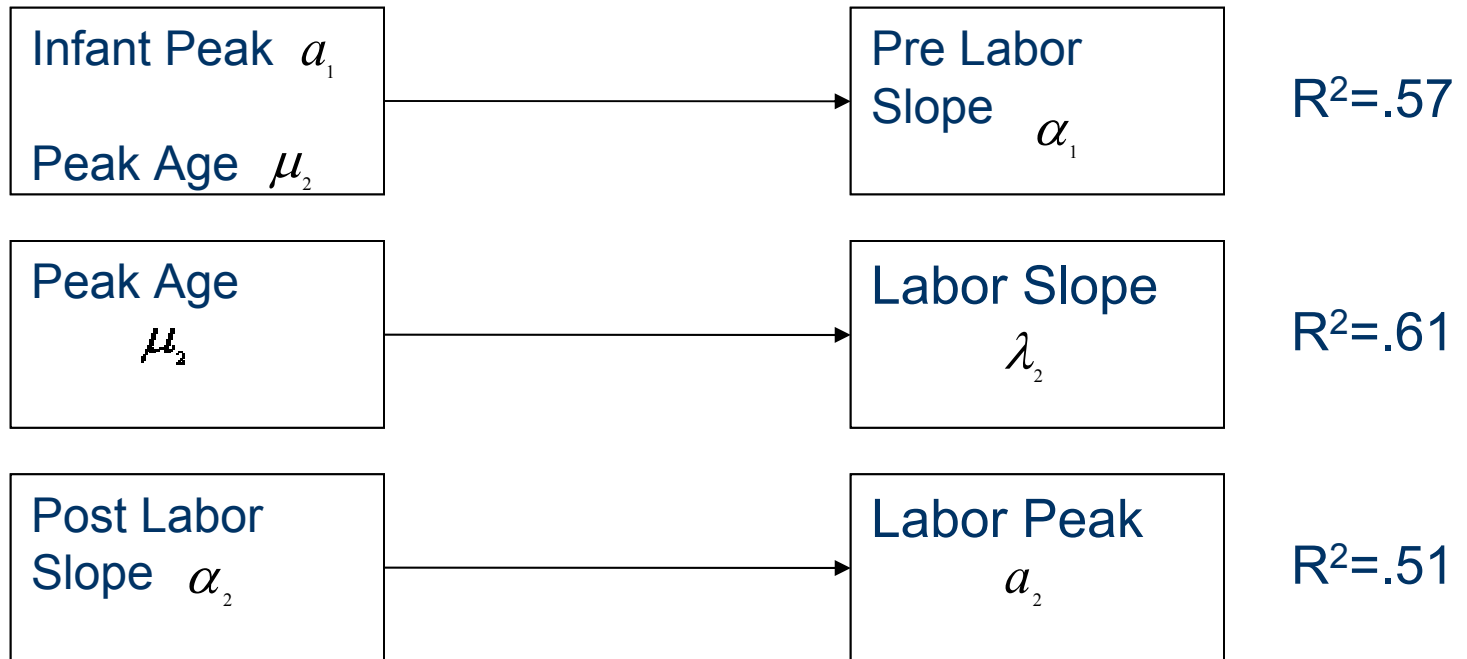 Infant Peak a₁
Peak Age μ₂
Pre Labor
Slope α₁
R²=.57
Peak Age
μ₂
Labor Slope
λ₂
R²=.61
Post Labor
Slope α₂
Labor Peak
a₂
R²=.51